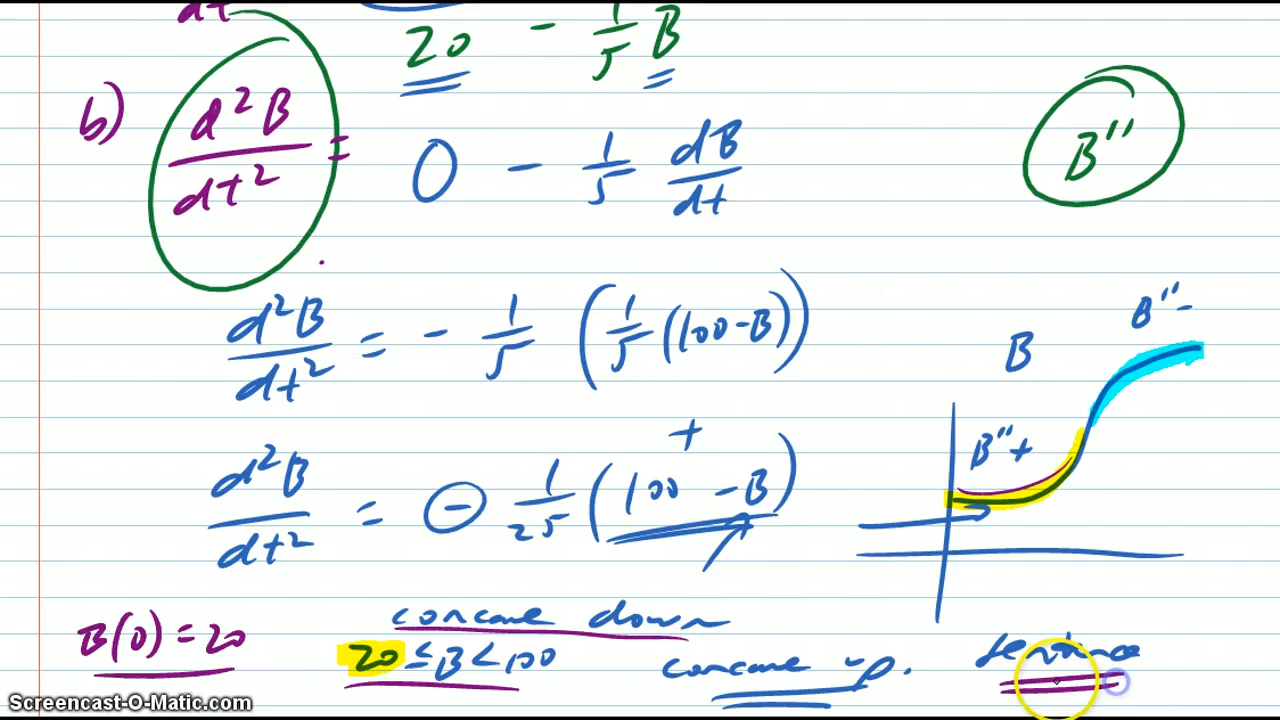 dt
20 - 1/5 B
b) d²B/dt² = 0 - 1/5 dB/dt
B''
d²B/dt² = - 1/5 (1/5 (100-B))
B''-
B
+
B''+
d²B/dt² = - 1/25 (100 - B)
B(0) = 20
concave down
20 ≤ B < 100
concave up.
sentence
Screencast-O-Matic.com